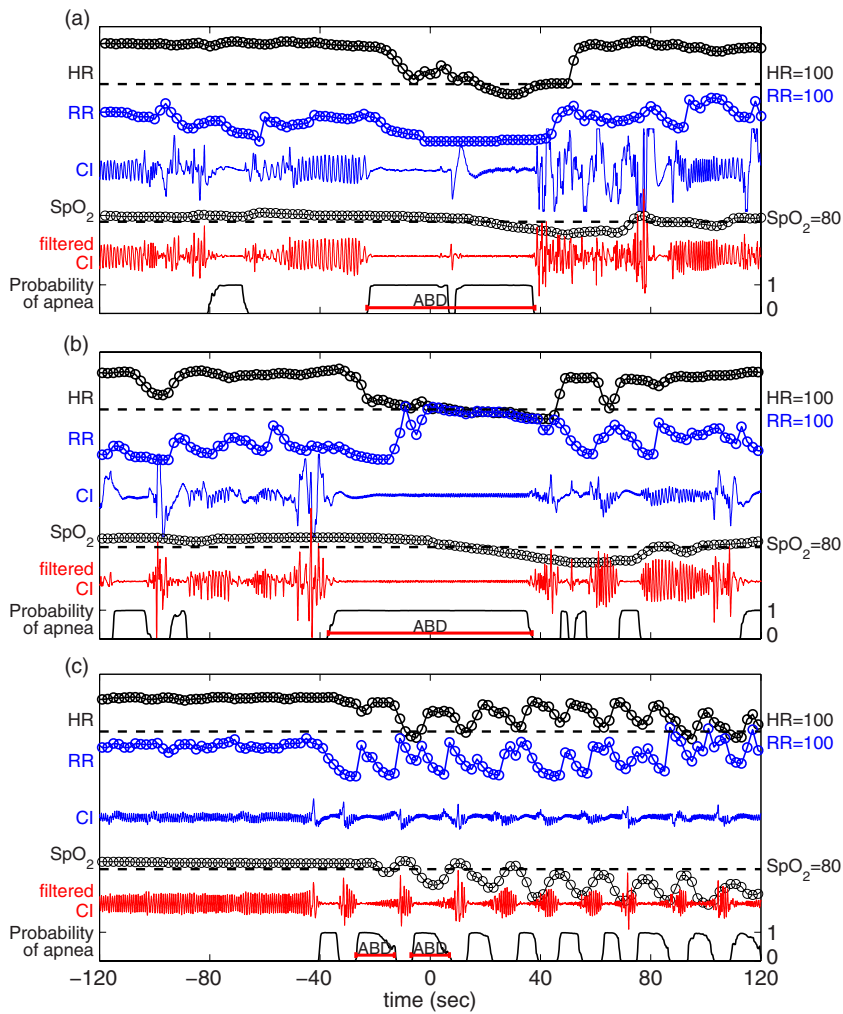 (a)
HR
HR=100
RR=100
RR
CI
SpO₂
SpO₂=80
filtered
CI
Probability
of apnea
1
ABD
0
(b)
HR
HR=100
RR=100
RR
CI
SpO₂
SpO₂=80
filtered
CI
Probability
of apnea
1
ABD
0
(c)
HR
HR=100
RR=100
RR
CI
SpO₂
SpO₂=80
filtered
CI
Probability
of apnea
1
ABD ABD
0
−120 −80 −40 0 40 80 120
time (sec)